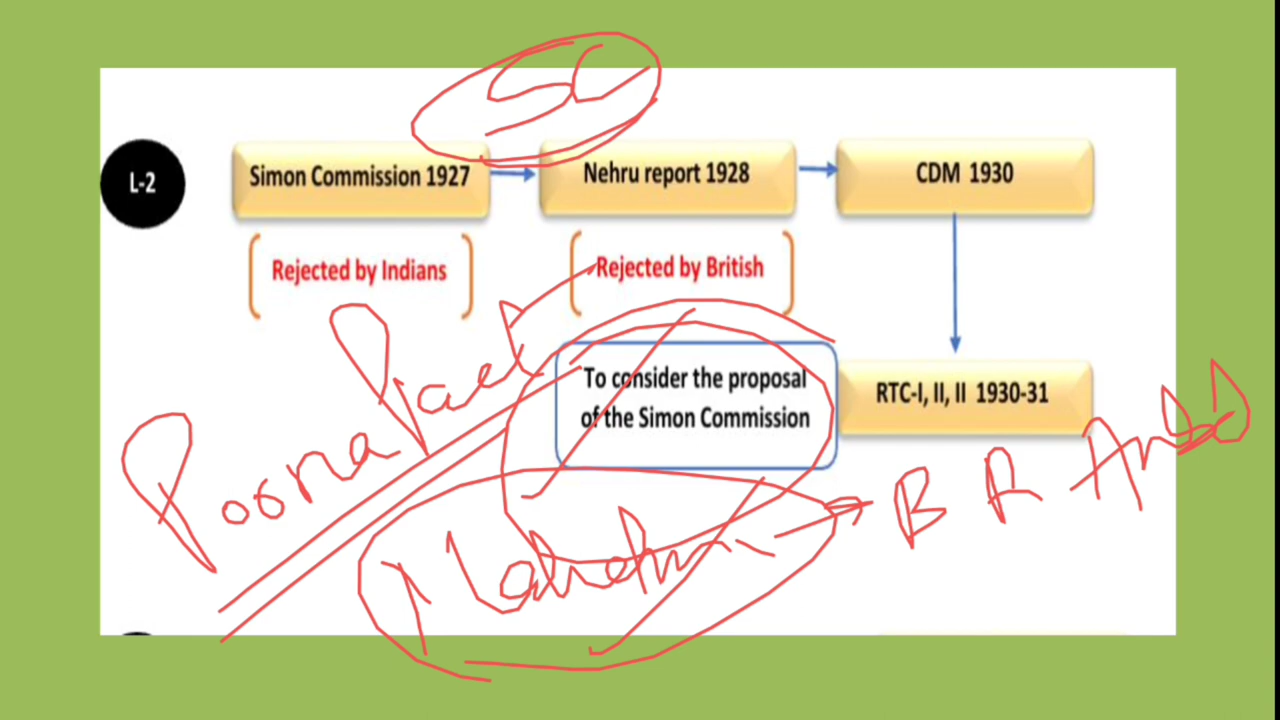 SC
L-2
Simon Commission 1927
Nehru report 1928
CDM 1930
Rejected by Indians
Rejected by British
To consider the proposal
of the Simon Commission
RTC-I, II, II 1930-31
Poona Pact
B R